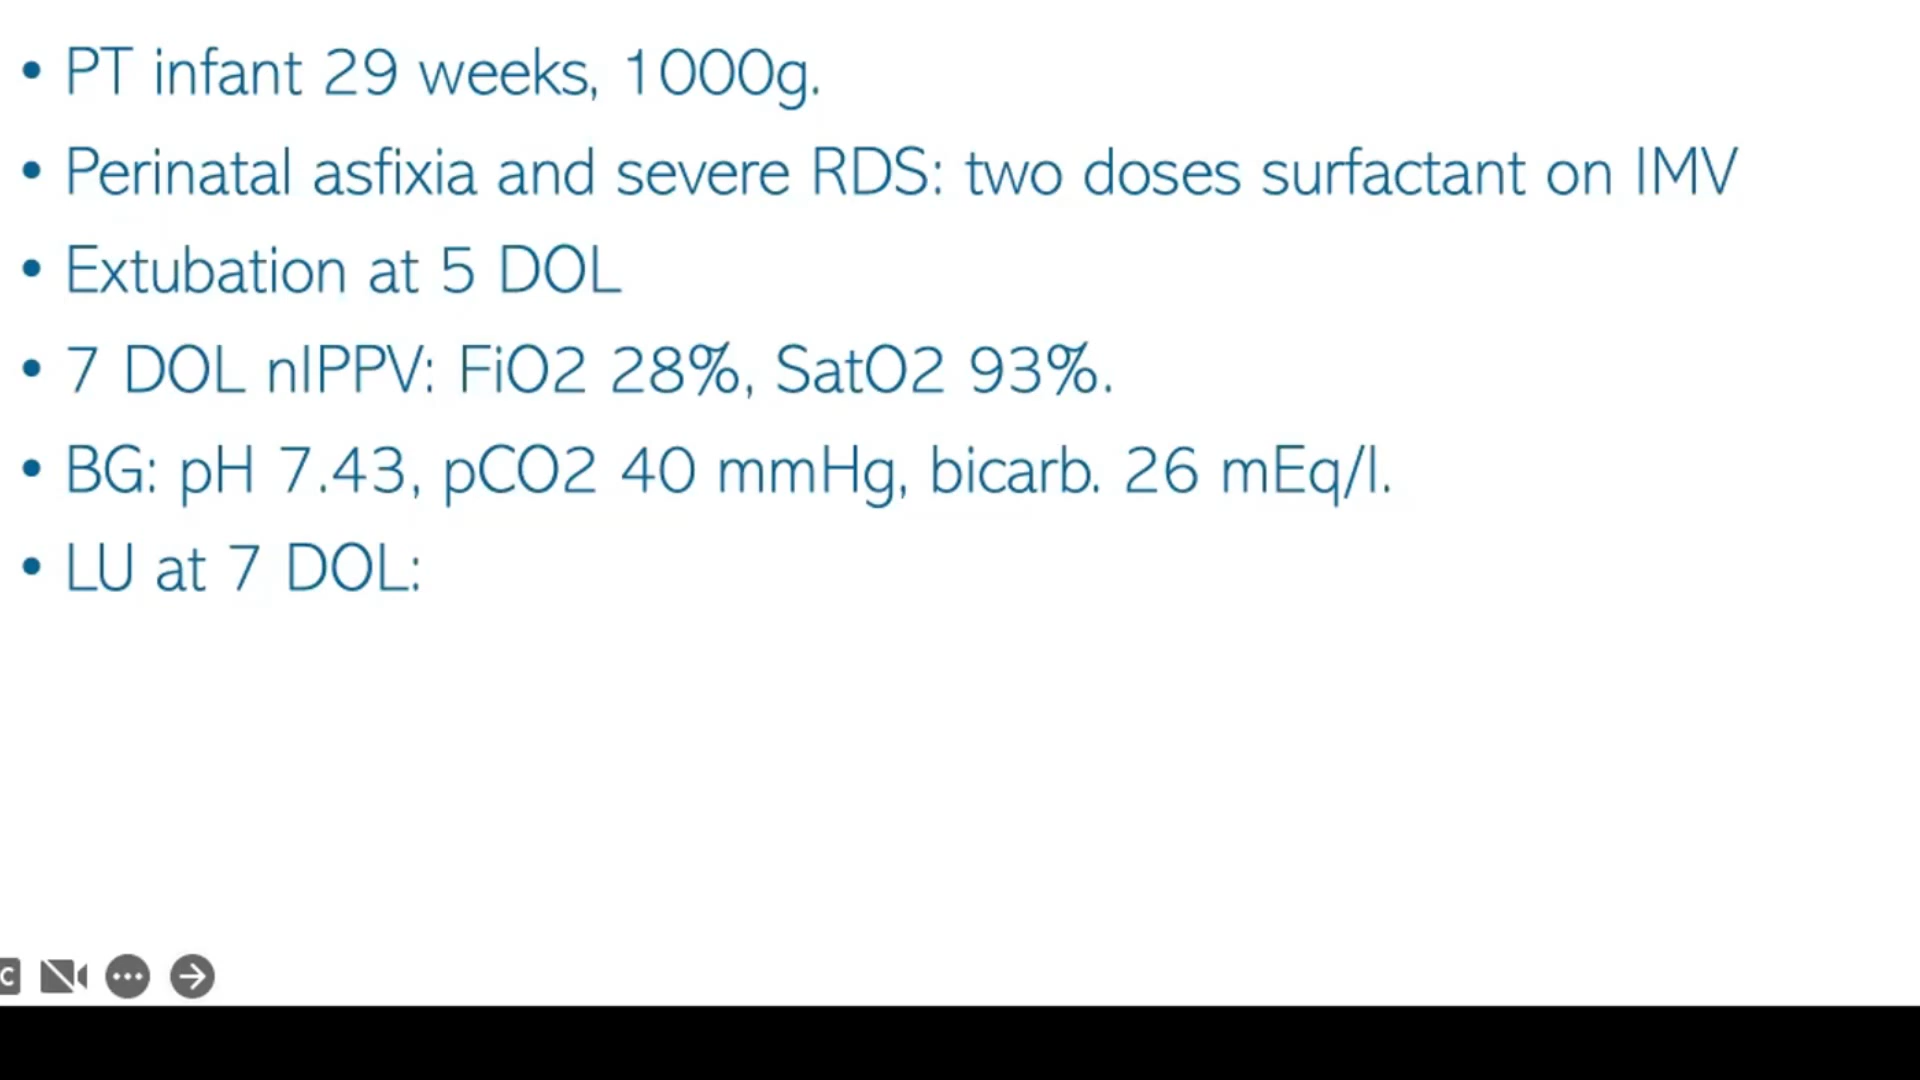 • PT infant 29 weeks, 1000g.
• Perinatal asfixia and severe RDS: two doses surfactant on IMV
• Extubation at 5 DOL
• 7 DOL nIPPV: FiO2 28%, SatO2 93%.
• BG: pH 7.43, pCO2 40 mmHg, bicarb. 26 mEq/l.
• LU at 7 DOL:
C